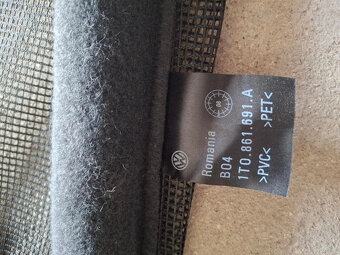 Romania
B04
1T0.861.691.A
>PVC< >PET<